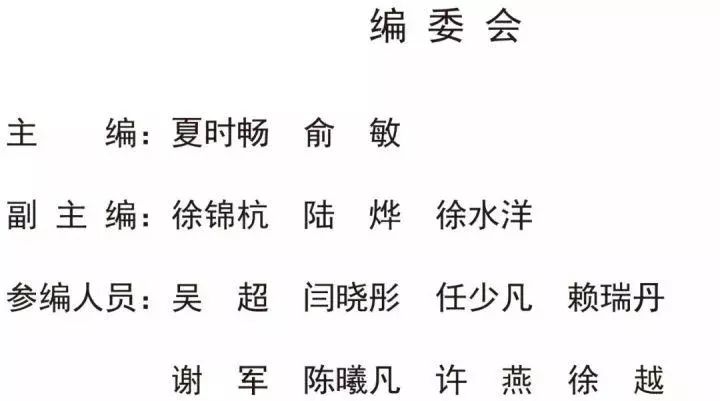 编 委 会
主　　编：夏时畅　俞　敏
副 主 编：徐锦杭　陆　烨　徐水洋
参编人员：吴　超　闫晓彤　任少凡　赖瑞丹
谢　军　陈曦凡　许　燕　徐　越